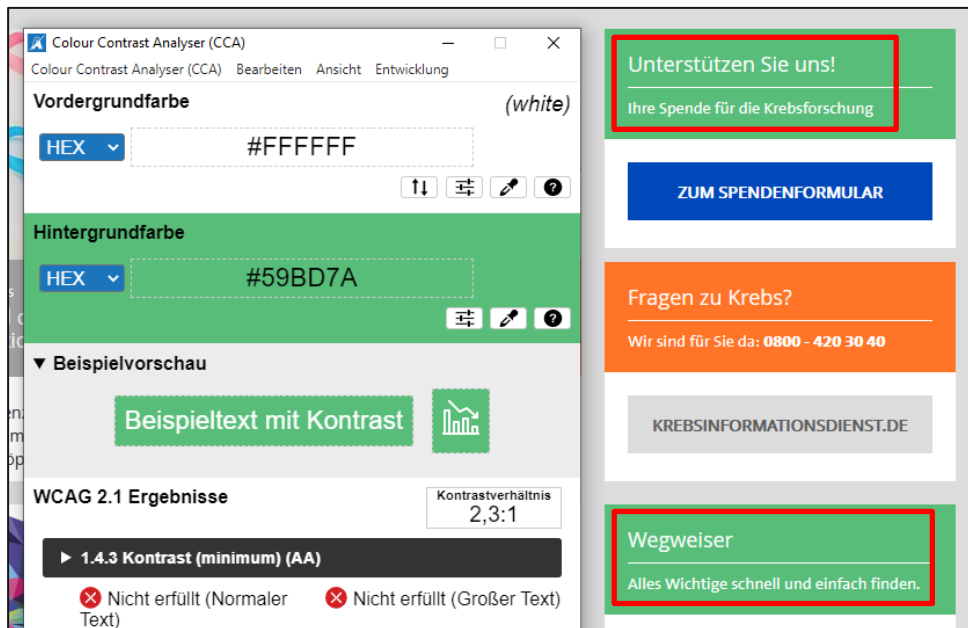 Colour Contrast Analyser (CCA)
Colour Contrast Analyser (CCA) Bearbeiten Ansicht Entwicklung
Vordergrundfarbe (white)
HEX #FFFFFF
Hintergrundfarbe
HEX #59BD7A
▼ Beispielvorschau
Beispieltext mit Kontrast
WCAG 2.1 Ergebnisse
Kontrastverhältnis
2,3:1
▶ 1.4.3 Kontrast (minimum) (AA)
Nicht erfüllt (Normaler Text)
Nicht erfüllt (Großer Text)
Unterstützen Sie uns!
Ihre Spende für die Krebsforschung
ZUM SPENDENFORMULAR
Fragen zu Krebs?
Wir sind für Sie da: 0800 - 420 30 40
KREBSINFORMATIONSDIENST.DE
Wegweiser
Alles Wichtige schnell und einfach finden.